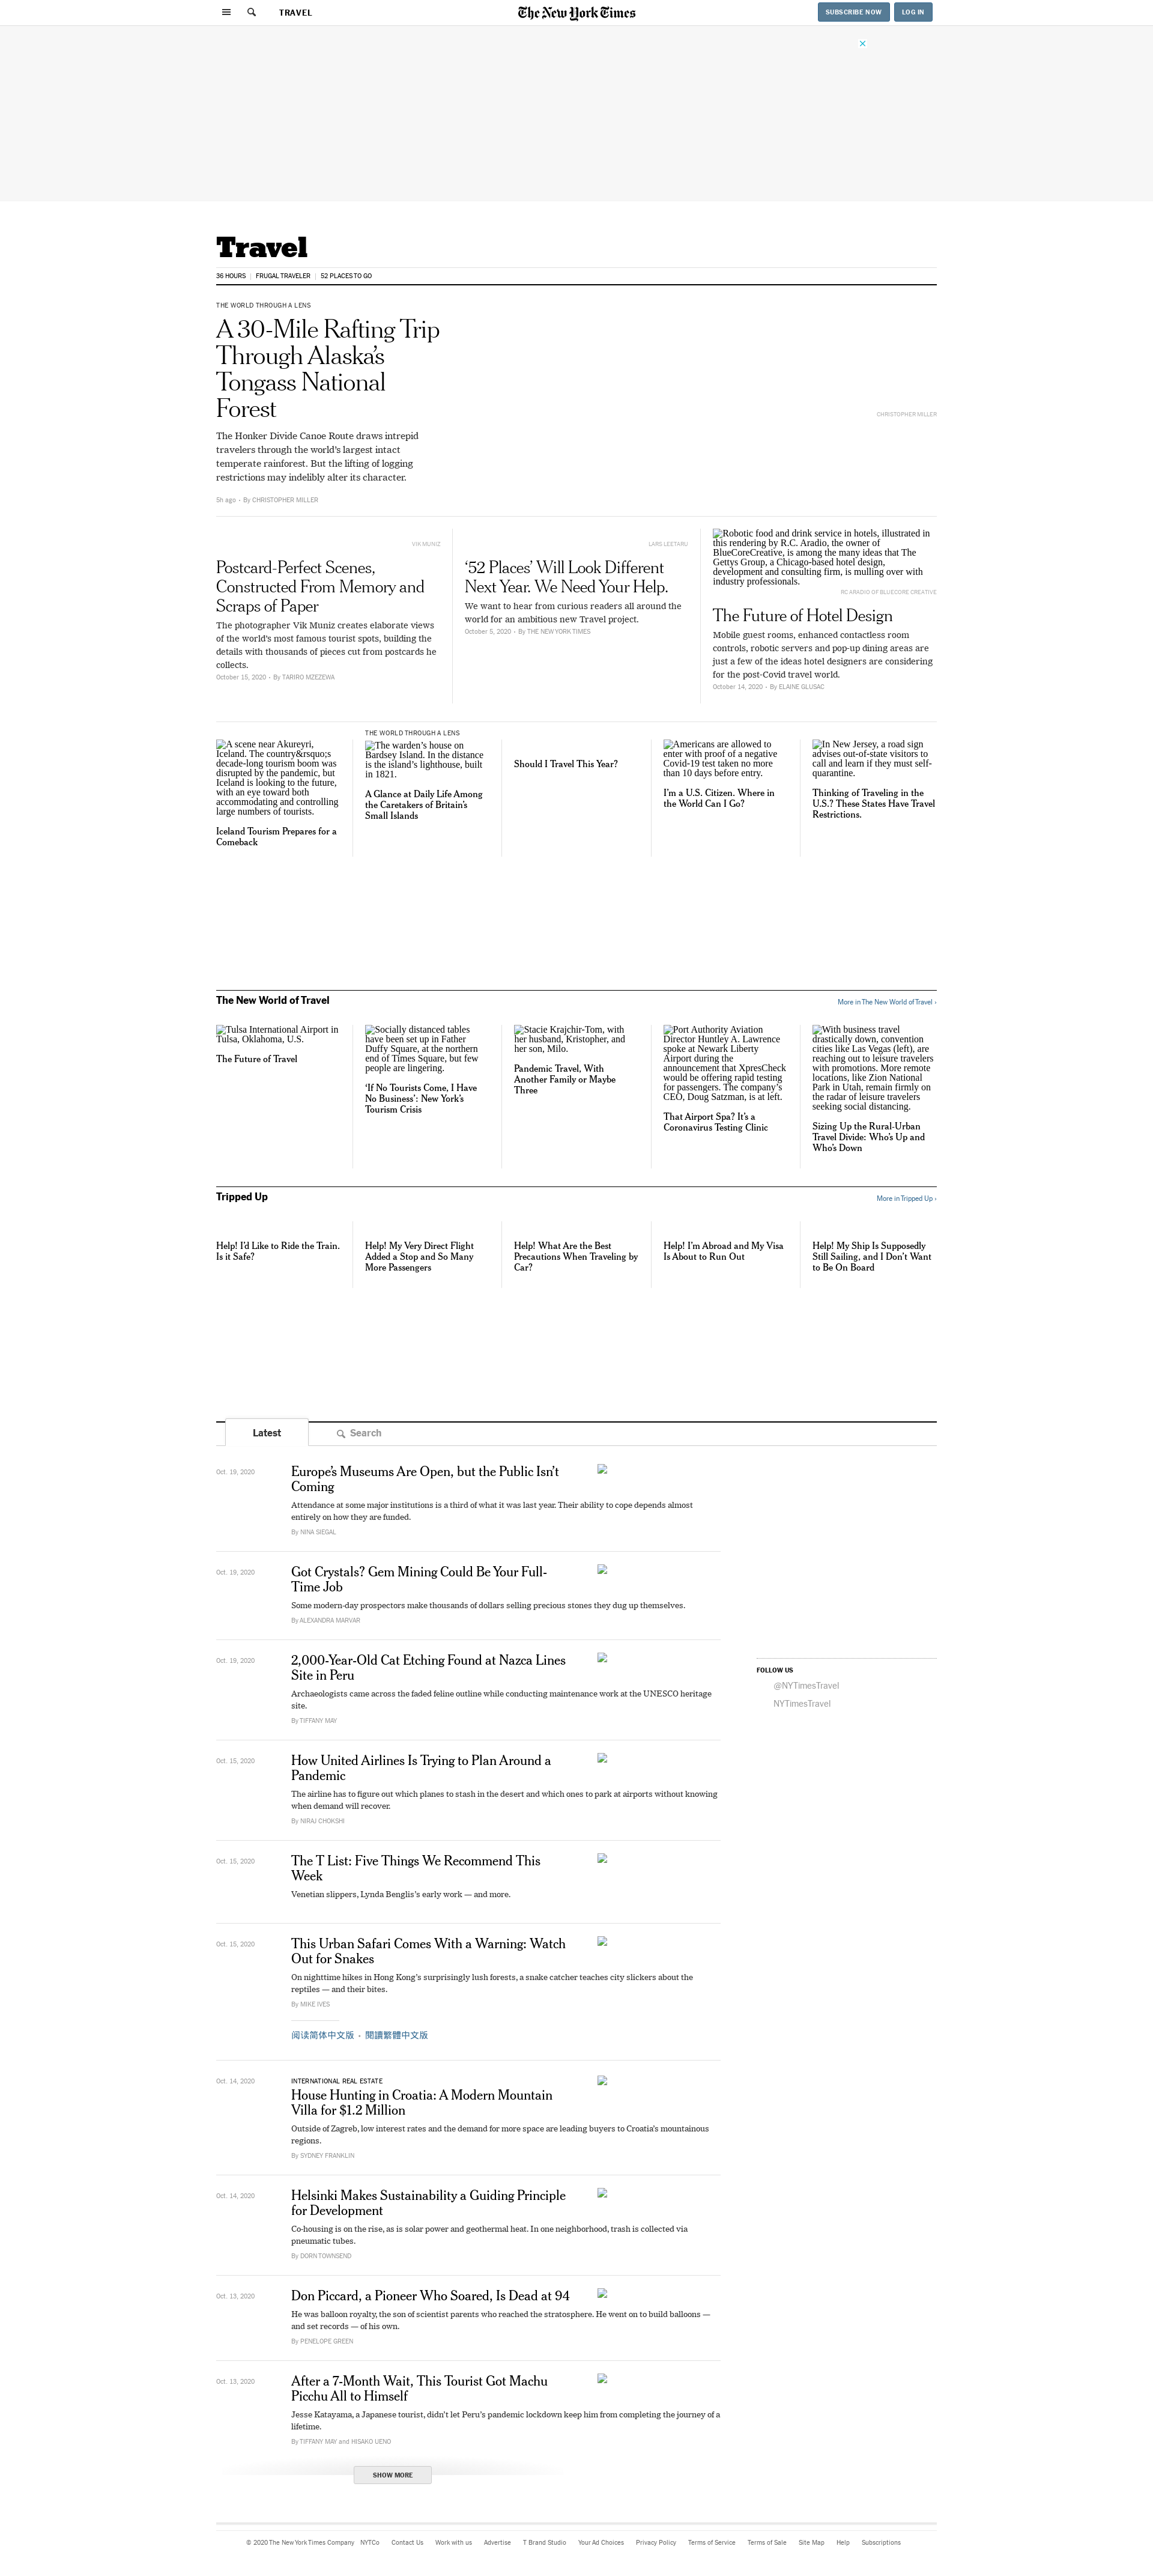 TRAVEL
The New York Times
SUBSCRIBE NOW
LOG IN
Travel
36 HOURS
FRUGAL TRAVELER
52 PLACES TO GO
THE WORLD THROUGH A LENS
A 30-Mile Rafting Trip
Through Alaska’s
Tongass National
Forest
The Honker Divide Canoe Route draws intrepid
travelers through the world’s largest intact
temperate rainforest. But the lifting of logging
restrictions may indelibly alter its character.
5h ago • By CHRISTOPHER MILLER
CHRISTOPHER MILLER
VIK MUNIZ
Postcard-Perfect Scenes,
Constructed From Memory and
Scraps of Paper
The photographer Vik Muniz creates elaborate views
of the world’s most famous tourist spots, building the
details with thousands of pieces cut from postcards he
collects.
October 15, 2020 • By TARIRO MZEZEWA
LARS LEETARU
‘52 Places’ Will Look Different
Next Year. We Need Your Help.
We want to hear from curious readers all around the
world for an ambitious new Travel project.
October 5, 2020 • By THE NEW YORK TIMES
Robotic food and drink service in hotels, illustrated in
this rendering by R.C. Aradio, the owner of
BlueCoreCreative, is among the many ideas that The
Gettys Group, a Chicago-based hotel design,
development and consulting firm, is mulling over with
industry professionals.
RC ARADIO OF BLUECORE CREATIVE
The Future of Hotel Design
Mobile guest rooms, enhanced contactless room
controls, robotic servers and pop-up dining areas are
just a few of the ideas hotel designers are considering
for the post-Covid travel world.
October 14, 2020 • By ELAINE GLUSAC
A scene near Akureyri,
Iceland. The country&rsquo;s
decade-long tourism boom was
disrupted by the pandemic, but
Iceland is looking to the future,
with an eye toward both
accommodating and controlling
large numbers of tourists.
Iceland Tourism Prepares for a
Comeback
THE WORLD THROUGH A LENS
The warden’s house on
Bardsey Island. In the distance
is the island’s lighthouse, built
in 1821.
A Glance at Daily Life Among
the Caretakers of Britain’s
Small Islands
Should I Travel This Year?
Americans are allowed to
enter with proof of a negative
Covid-19 test taken no more
than 10 days before entry.
I’m a U.S. Citizen. Where in
the World Can I Go?
In New Jersey, a road sign
advises out-of-state visitors to
call and learn if they must self-
quarantine.
Thinking of Traveling in the
U.S.? These States Have Travel
Restrictions.
The New World of Travel
More in The New World of Travel ›
Tulsa International Airport in
Tulsa, Oklahoma, U.S.
The Future of Travel
Socially distanced tables
have been set up in Father
Duffy Square, at the northern
end of Times Square, but few
people are lingering.
‘If No Tourists Come, I Have
No Business’: New York’s
Tourism Crisis
Stacie Krajchir-Tom, with
her husband, Kristopher, and
her son, Milo.
Pandemic Travel, With
Another Family or Maybe
Three
Port Authority Aviation
Director Huntley A. Lawrence
spoke at Newark Liberty
Airport during the
announcement that XpresCheck
would be offering rapid testing
for passengers. The company’s
CEO, Doug Satzman, is at left.
That Airport Spa? It’s a
Coronavirus Testing Clinic
With business travel
drastically down, convention
cities like Las Vegas (left), are
reaching out to leisure travelers
with promotions. More remote
locations, like Zion National
Park in Utah, remain firmly on
the radar of leisure travelers
seeking social distancing.
Sizing Up the Rural-Urban
Travel Divide: Who’s Up and
Who’s Down
Tripped Up
More in Tripped Up ›
Help! I’d Like to Ride the Train.
Is it Safe?
Help! My Very Direct Flight
Added a Stop and So Many
More Passengers
Help! What Are the Best
Precautions When Traveling by
Car?
Help! I’m Abroad and My Visa
Is About to Run Out
Help! My Ship Is Supposedly
Still Sailing, and I Don’t Want
to Be On Board
Latest
Search
Oct. 19, 2020
Europe’s Museums Are Open, but the Public Isn’t
Coming
Attendance at some major institutions is a third of what it was last year. Their ability to cope depends almost
entirely on how they are funded.
By NINA SIEGAL
Oct. 19, 2020
Got Crystals? Gem Mining Could Be Your Full-
Time Job
Some modern-day prospectors make thousands of dollars selling precious stones they dug up themselves.
By ALEXANDRA MARVAR
Oct. 19, 2020
2,000-Year-Old Cat Etching Found at Nazca Lines
Site in Peru
Archaeologists came across the faded feline outline while conducting maintenance work at the UNESCO heritage
site.
By TIFFANY MAY
FOLLOW US
@NYTimesTravel
NYTimesTravel
Oct. 15, 2020
How United Airlines Is Trying to Plan Around a
Pandemic
The airline has to figure out which planes to stash in the desert and which ones to park at airports without knowing
when demand will recover.
By NIRAJ CHOKSHI
Oct. 15, 2020
The T List: Five Things We Recommend This
Week
Venetian slippers, Lynda Benglis’s early work — and more.
Oct. 15, 2020
This Urban Safari Comes With a Warning: Watch
Out for Snakes
On nighttime hikes in Hong Kong’s surprisingly lush forests, a snake catcher teaches city slickers about the
reptiles — and their bites.
By MIKE IVES
阅读简体中文版 • 閱讀繁體中文版
Oct. 14, 2020
INTERNATIONAL REAL ESTATE
House Hunting in Croatia: A Modern Mountain
Villa for $1.2 Million
Outside of Zagreb, low interest rates and the demand for more space are leading buyers to Croatia’s mountainous
regions.
By SYDNEY FRANKLIN
Oct. 14, 2020
Helsinki Makes Sustainability a Guiding Principle
for Development
Co-housing is on the rise, as is solar power and geothermal heat. In one neighborhood, trash is collected via
pneumatic tubes.
By DORN TOWNSEND
Oct. 13, 2020
Don Piccard, a Pioneer Who Soared, Is Dead at 94
He was balloon royalty, the son of scientist parents who reached the stratosphere. He went on to build balloons —
and set records — of his own.
By PENELOPE GREEN
Oct. 13, 2020
After a 7-Month Wait, This Tourist Got Machu
Picchu All to Himself
Jesse Katayama, a Japanese tourist, didn’t let Peru’s pandemic lockdown keep him from completing the journey of a
lifetime.
By TIFFANY MAY and HISAKO UENO
SHOW MORE
© 2020 The New York Times Company NYTCo Contact Us Work with us Advertise T Brand Studio Your Ad Choices Privacy Policy Terms of Service Terms of Sale Site Map Help Subscriptions